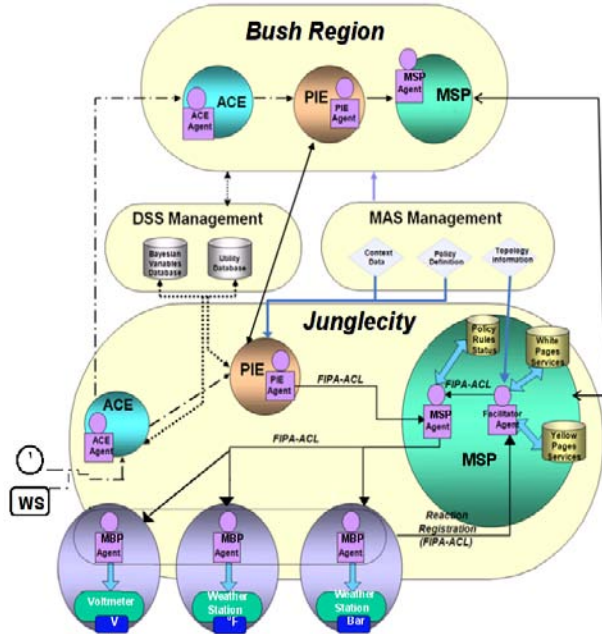 Bush Region
ACE
ACE
Agent
PIE
PIE
Agent
MSP
Agent
MSP
DSS Management
Bayesian
Variables
Database
Utility
Database
MAS Management
Context
Data
Policy
Definition
Topology
Information
Junglecity
PIE
PIE
Agent
FIPA-ACL
Policy
Rules
Status
White
Pages
Services
FIPA-ACL
MSP
Agent
Facilitator
Agent
Yellow
Pages
Services
MSP
ACE
ACE
Agent
FIPA-ACL
1
WS
Reaction
Registration
(FIPA-ACL)
MBP
Agent
MBP
Agent
MBP
Agent
Voltmeter
V
Weather
Station
°F
Weather
Station
Bar